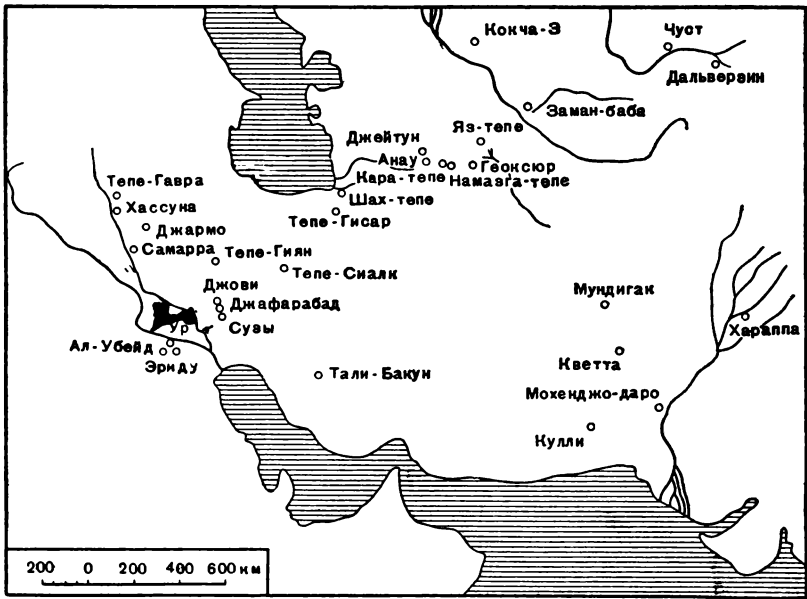 Кокча-3
Чуст
Дальверзин
Заман-баба
Яз-тепе
Джейтун
Анау
Геоксюр
Кара-тепе
Намазга-тепе
Шах-тепе
Тепе-Гисар
Тепе-Гавра
Хассуна
Джармо
Самарра
Тепе-Гиян
Тепе-Сиалк
Джови
Джафарабад
Сузы
Ур
Ал-Убейд
Эриду
Тали-Бакун
Мундигак
Хараппа
Кветта
Мохенджо-даро
Кулли
200 0 200 400 600 км